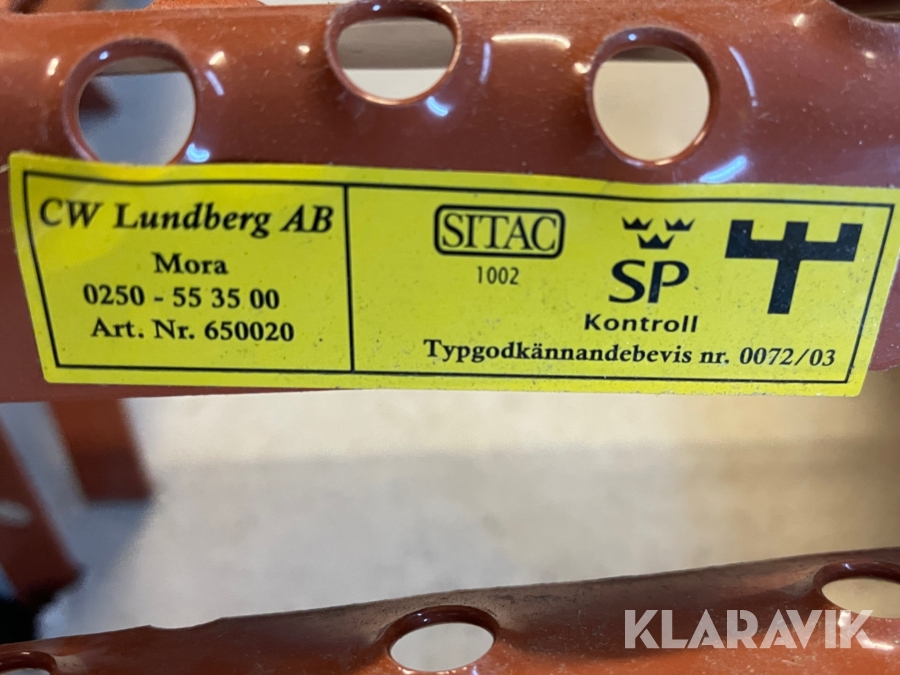 CW Lundberg AB
Mora
0250 - 55 35 00
Art. Nr. 650020
SITAC
1002
SP
Kontroll
Typgodkännandebevis nr. 0072/03
KLARAVIK